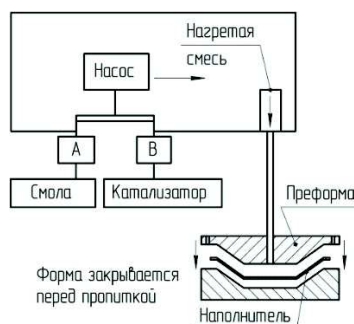 Нагретая
смесь
Насос
А
В
Смола
Катализатор
Преформа
Форма закрывается
перед пропиткой
Наполнитель